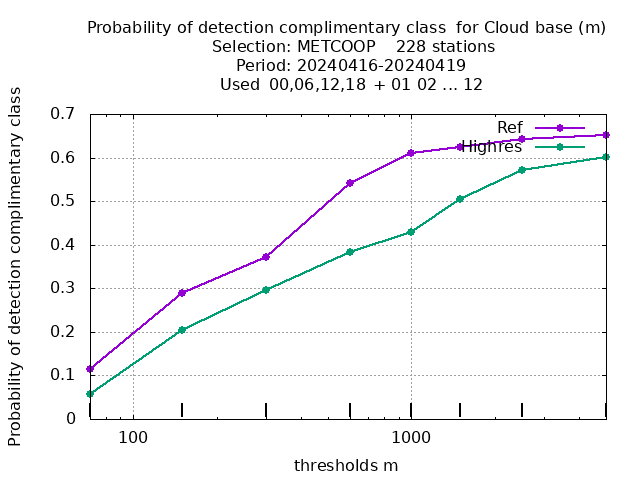 Probability of detection complimentary class  for Cloud base (m)
Selection: METCOOP    228 stations
Period: 20240416-20240419
Used  00,06,12,18  + 01 02 ... 12
Probability of detection complimentary class
0.7
0.6
0.5
0.4
0.3
0.2
0.1
0
Ref
Highres
100
1000
thresholds m